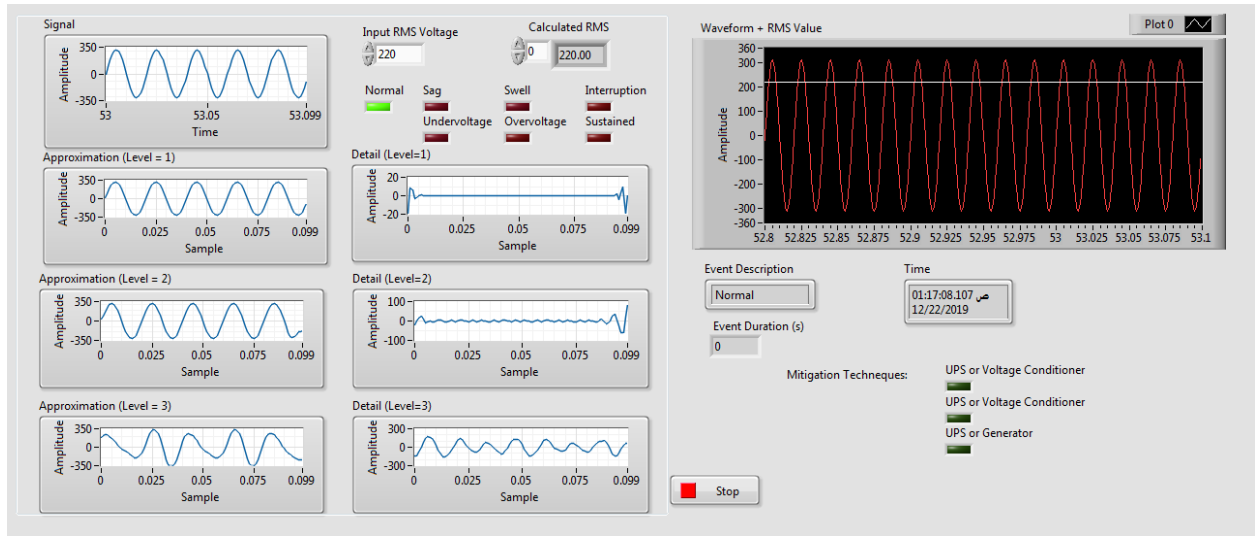 Signal
Amplitude
350
0
-350
53 53.05 53.099
Time
Input RMS Voltage
220
Calculated RMS
0 220.00
Normal Sag Swell Interruption
Undervoltage Overvoltage Sustained
Approximation (Level = 1)
Amplitude
350
0
-350
0 0.025 0.05 0.075 0.099
Sample
Detail (Level=1)
Amplitude
20
0
-20
0 0.025 0.05 0.075 0.099
Sample
Approximation (Level = 2)
Amplitude
350
0
-350
0 0.025 0.05 0.075 0.099
Sample
Detail (Level=2)
Amplitude
100
0
-100
0 0.025 0.05 0.075 0.099
Sample
Approximation (Level = 3)
Amplitude
350
0
-350
0 0.025 0.05 0.075 0.099
Sample
Detail (Level=3)
Amplitude
300
0
-300
0 0.025 0.05 0.075 0.099
Sample
Waveform + RMS Value
Plot 0
Amplitude
360
300
200
100
0
-100
-200
-300
-360
52.8 52.825 52.85 52.875 52.9 52.925 52.95 52.975 53 53.025 53.05 53.075 53.1
Event Description
Normal
Time
01:17:08.107 ص
12/22/2019
Event Duration (s)
0
Mitigation Techneques:
UPS or Voltage Conditioner
UPS or Voltage Conditioner
UPS or Generator
Stop